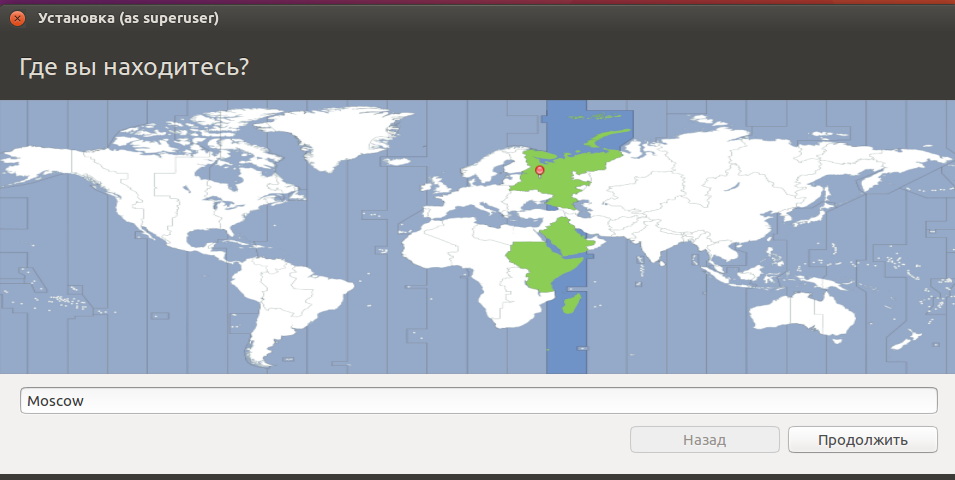 Установка (as superuser)
Где вы находитесь?
Moscow
Назад
Продолжить